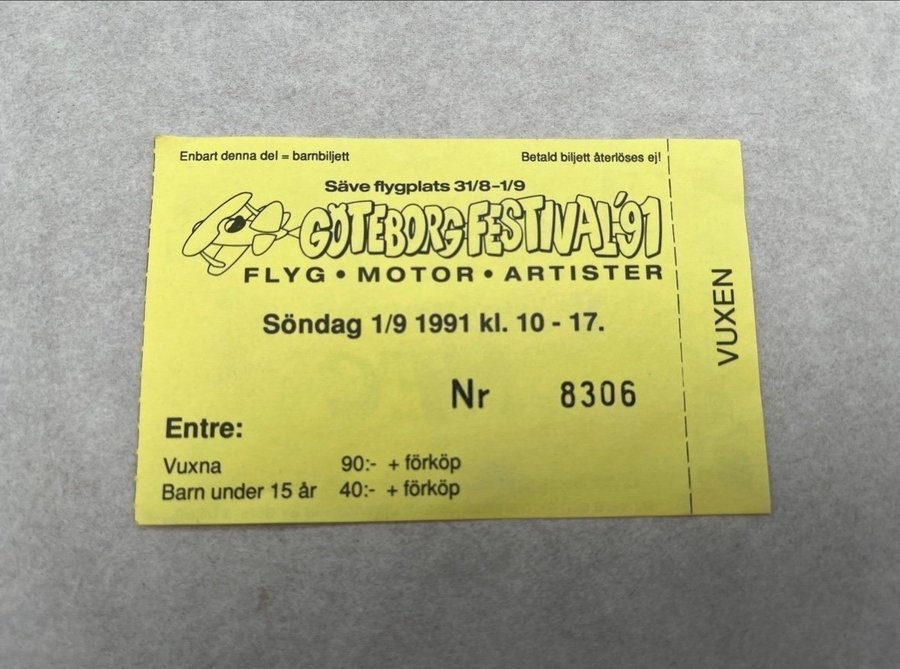 Enbart denna del = barnbiljett
Betald biljett återlöses ej!
Säve flygplats 31/8-1/9
GÖTEBORG FESTIVAL '91
FLYG • MOTOR • ARTISTER
Söndag 1/9 1991 kl. 10 - 17.
Nr 8306
Entre:
Vuxna 90:- + förköp
Barn under 15 år 40:- + förköp
VUXEN